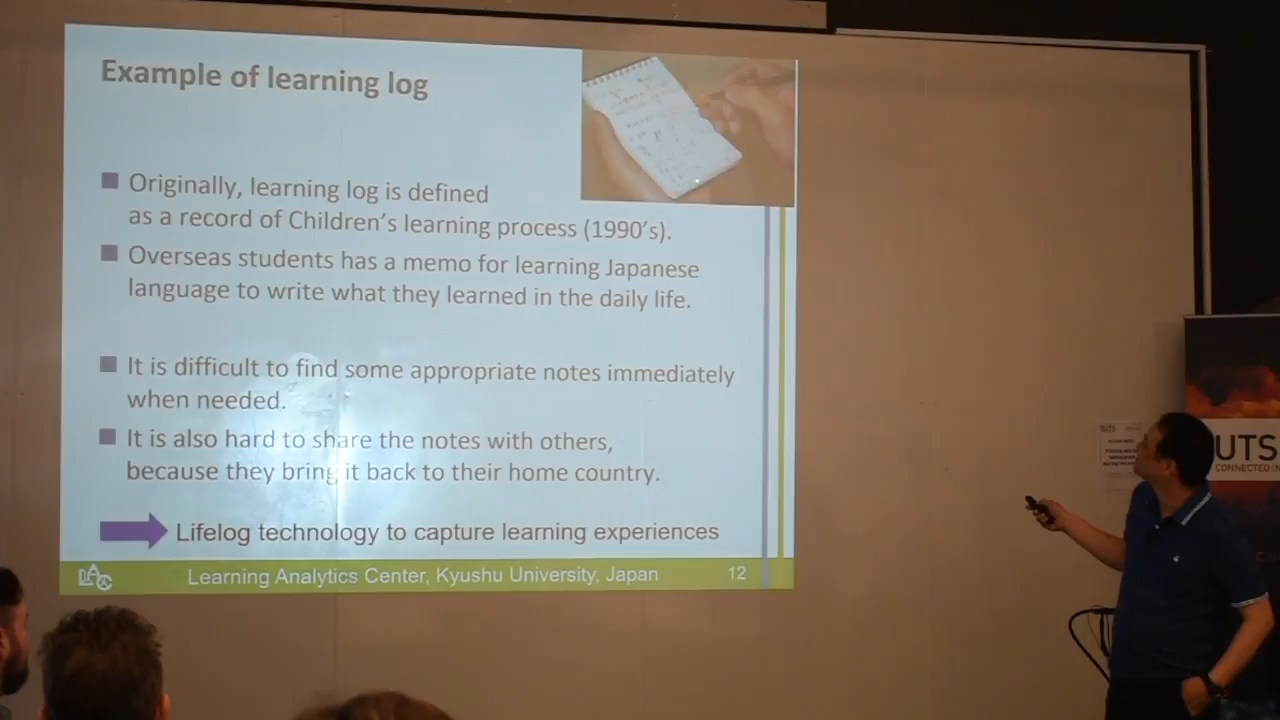 Example of learning log
Originally, learning log is defined
as a record of Children's learning process (1990's).
Overseas students has a memo for learning Japanese
language to write what they learned in the daily life.
It is difficult to find some appropriate notes immediately
when needed.
It is also hard to share the notes with others,
because they bring it back to their home country.
Lifelog technology to capture learning experiences
Learning Analytics Center, Kyushu University, Japan 12
UTS
CONNECTED